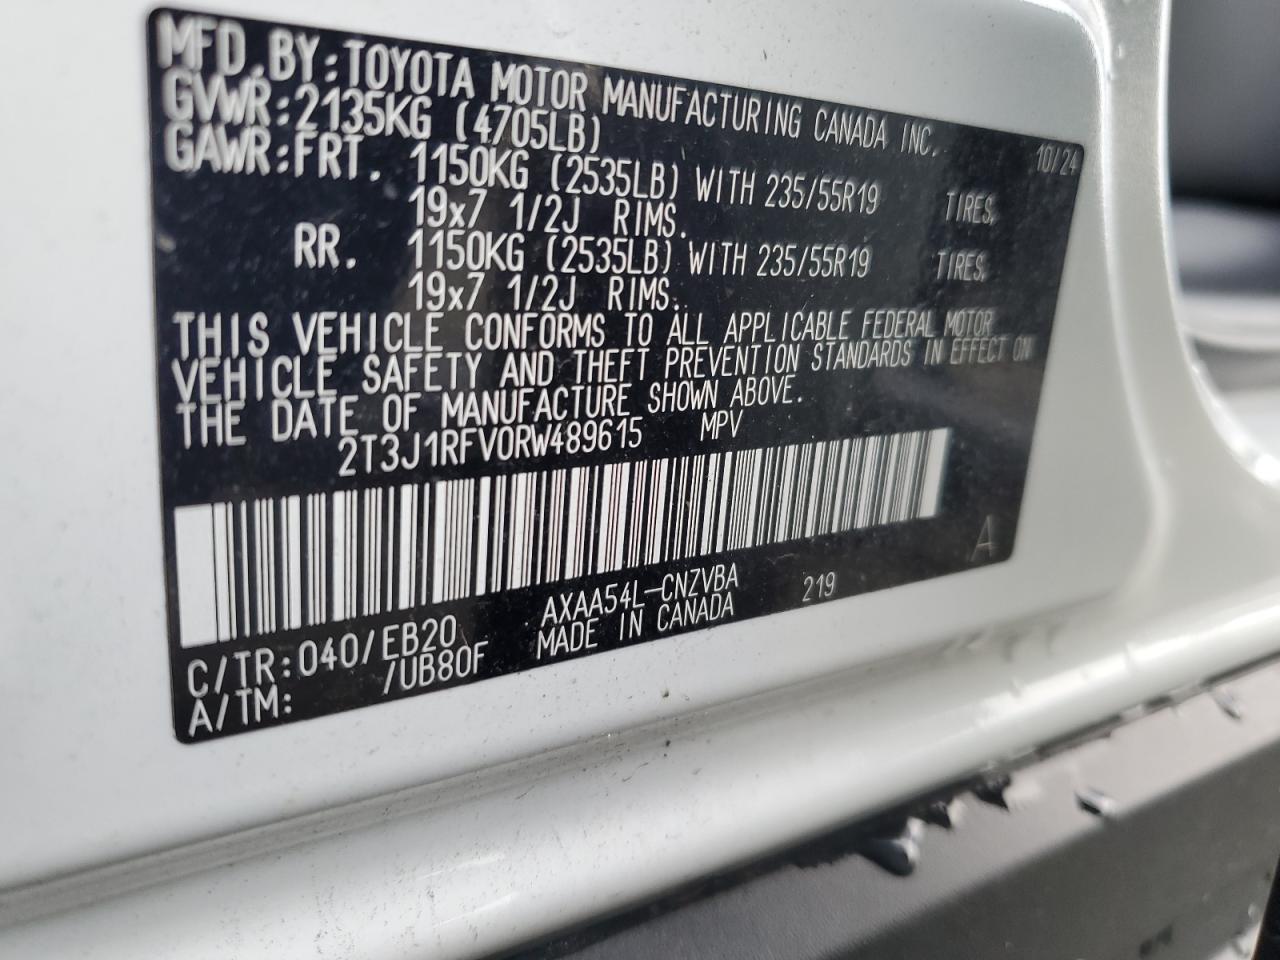 MFD.BY:TOYOTA MOTOR MANUFACTURING CANADA INC. 10/24
GVWR:2135KG (4705LB)
GAWR:FRT. 1150KG (2535LB) WITH 235/55R19 TIRES,
19x7 1/2J RIMS.
RR. 1150KG (2535LB) WITH 235/55R19 TIRES,
19x7 1/2J RIMS.
THIS VEHICLE CONFORMS TO ALL APPLICABLE FEDERAL MOTOR
VEHICLE SAFETY AND THEFT PREVENTION STANDARDS IN EFFECT ON
THE DATE OF MANUFACTURE SHOWN ABOVE.
2T3J1RFV0RW489615 MPV
A
C/TR:040/EB20 AXAA54L-CNZVBA 219
A/TM: /UB80F MADE IN CANADA